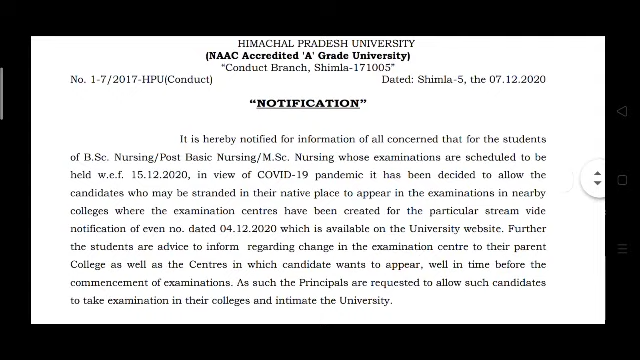 HIMACHAL PRADESH UNIVERSITY
(NAAC Accredited 'A' Grade University)
"Conduct Branch, Shimla-171005"
No. 1-7/2017-HPU(Conduct) Dated: Shimla-5, the 07.12.2020
"NOTIFICATION"
It is hereby notified for information of all concerned that for the students
of B.Sc. Nursing/Post Basic Nursing/M.Sc. Nursing whose examinations are scheduled to be
held w.e.f. 15.12.2020, in view of COVID-19 pandemic it has been decided to allow the
candidates who may be stranded in their native place to appear in the examinations in nearby
colleges where the examination centres have been created for the particular stream vide
notification of even no. dated 04.12.2020 which is available on the University website. Further
the students are advice to inform regarding change in the examination centre to their parent
College as well as the Centres in which candidate wants to appear, well in time before the
commencement of examinations. As such the Principals are requested to allow such candidates
to take examination in their colleges and intimate the University.